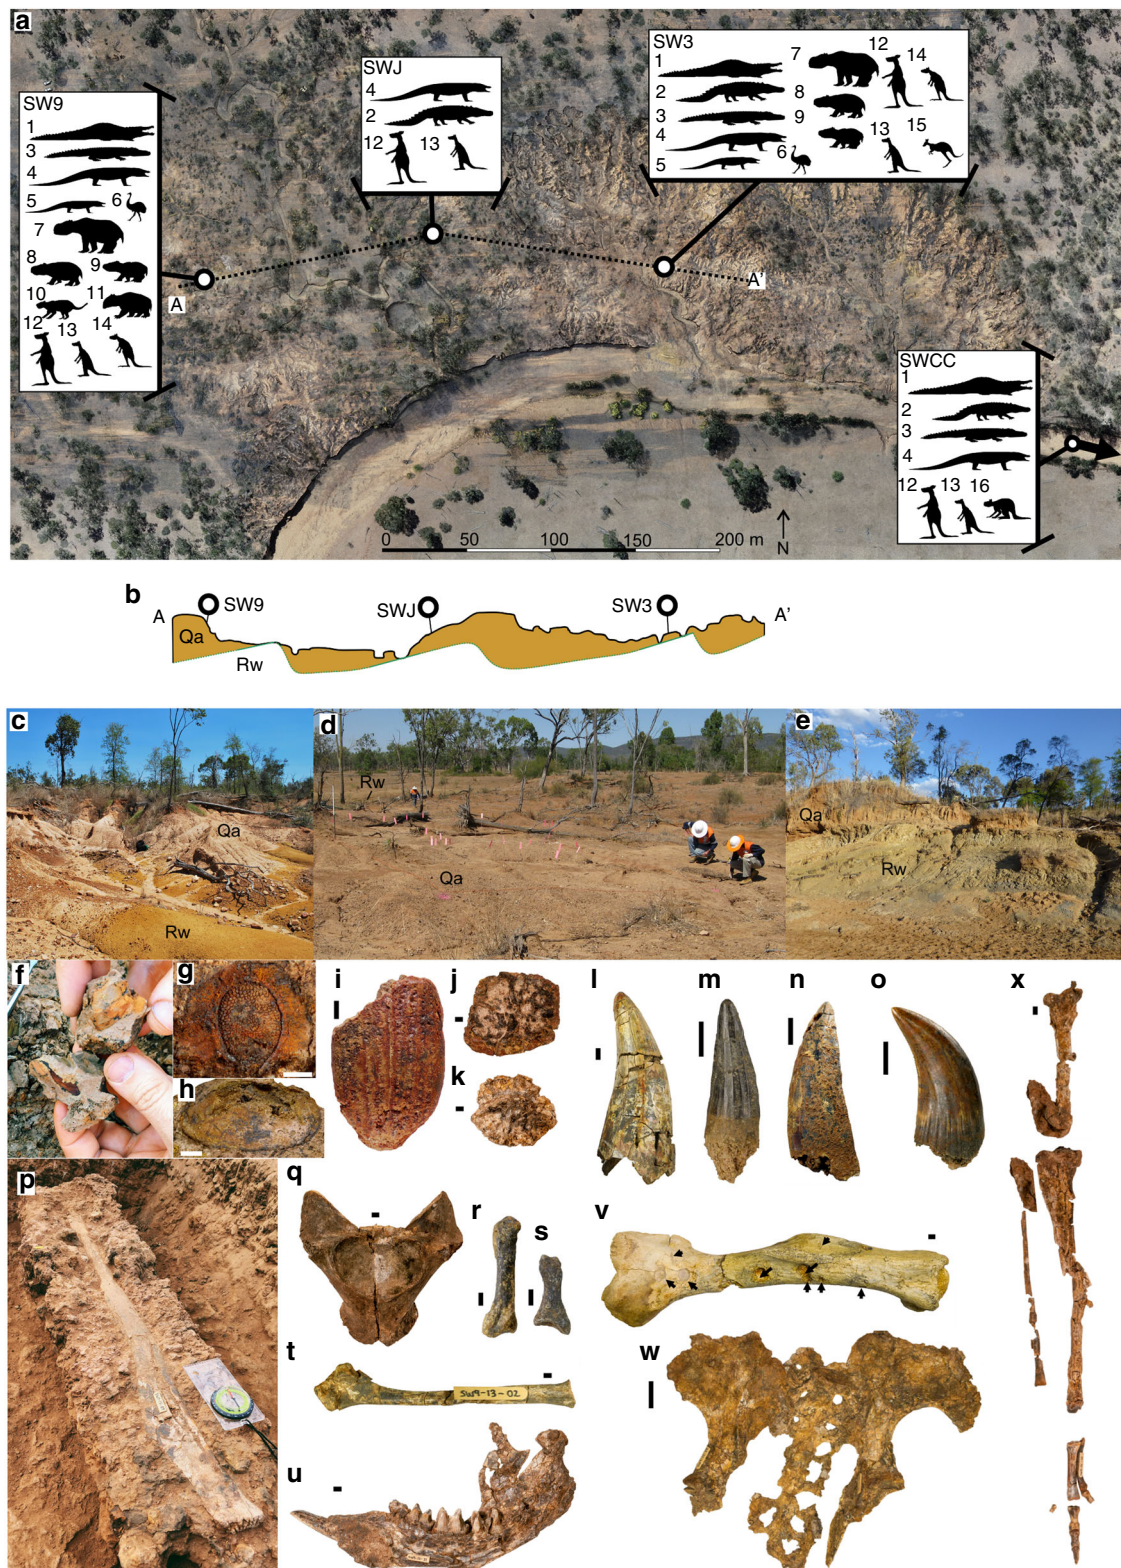 a
SW9
1
3
4
5 6
7
8 9
10 11
12 13 14
A
SWJ
4
2
12 13
SW3
1
2
3
4
5
6
7
8
9
12
14
13
15
A'
SWCC
1
2
3
4
12 13 16
0 50 100 150 200 m
N
b
A
SW9
SWJ
SW3
A'
Qa
Rw
c
Qa
Rw
d
Rw
Qa
e
Qa
Rw
f
g
h
i
j
k
l
m
n
o
x
p
q
r
s
v
t
SW9-13-02
u
w